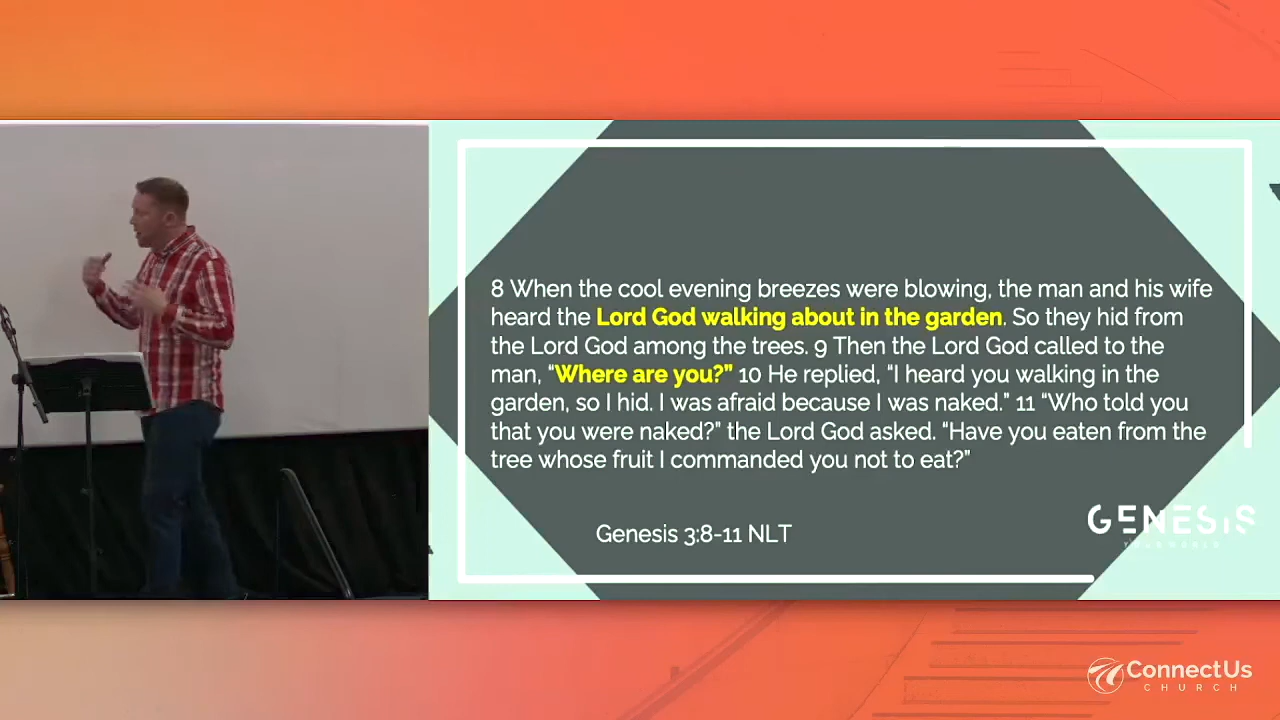 8 When the cool evening breezes were blowing, the man and his wife
heard the Lord God walking about in the garden. So they hid from
the Lord God among the trees. 9 Then the Lord God called to the
man, “Where are you?” 10 He replied, “I heard you walking in the
garden, so I hid. I was afraid because I was naked.” 11 “Who told you
that you were naked?” the Lord God asked. “Have you eaten from the
tree whose fruit I commanded you not to eat?”
Genesis 3:8-11 NLT
GENESIS
ConnectUs
CHURCH